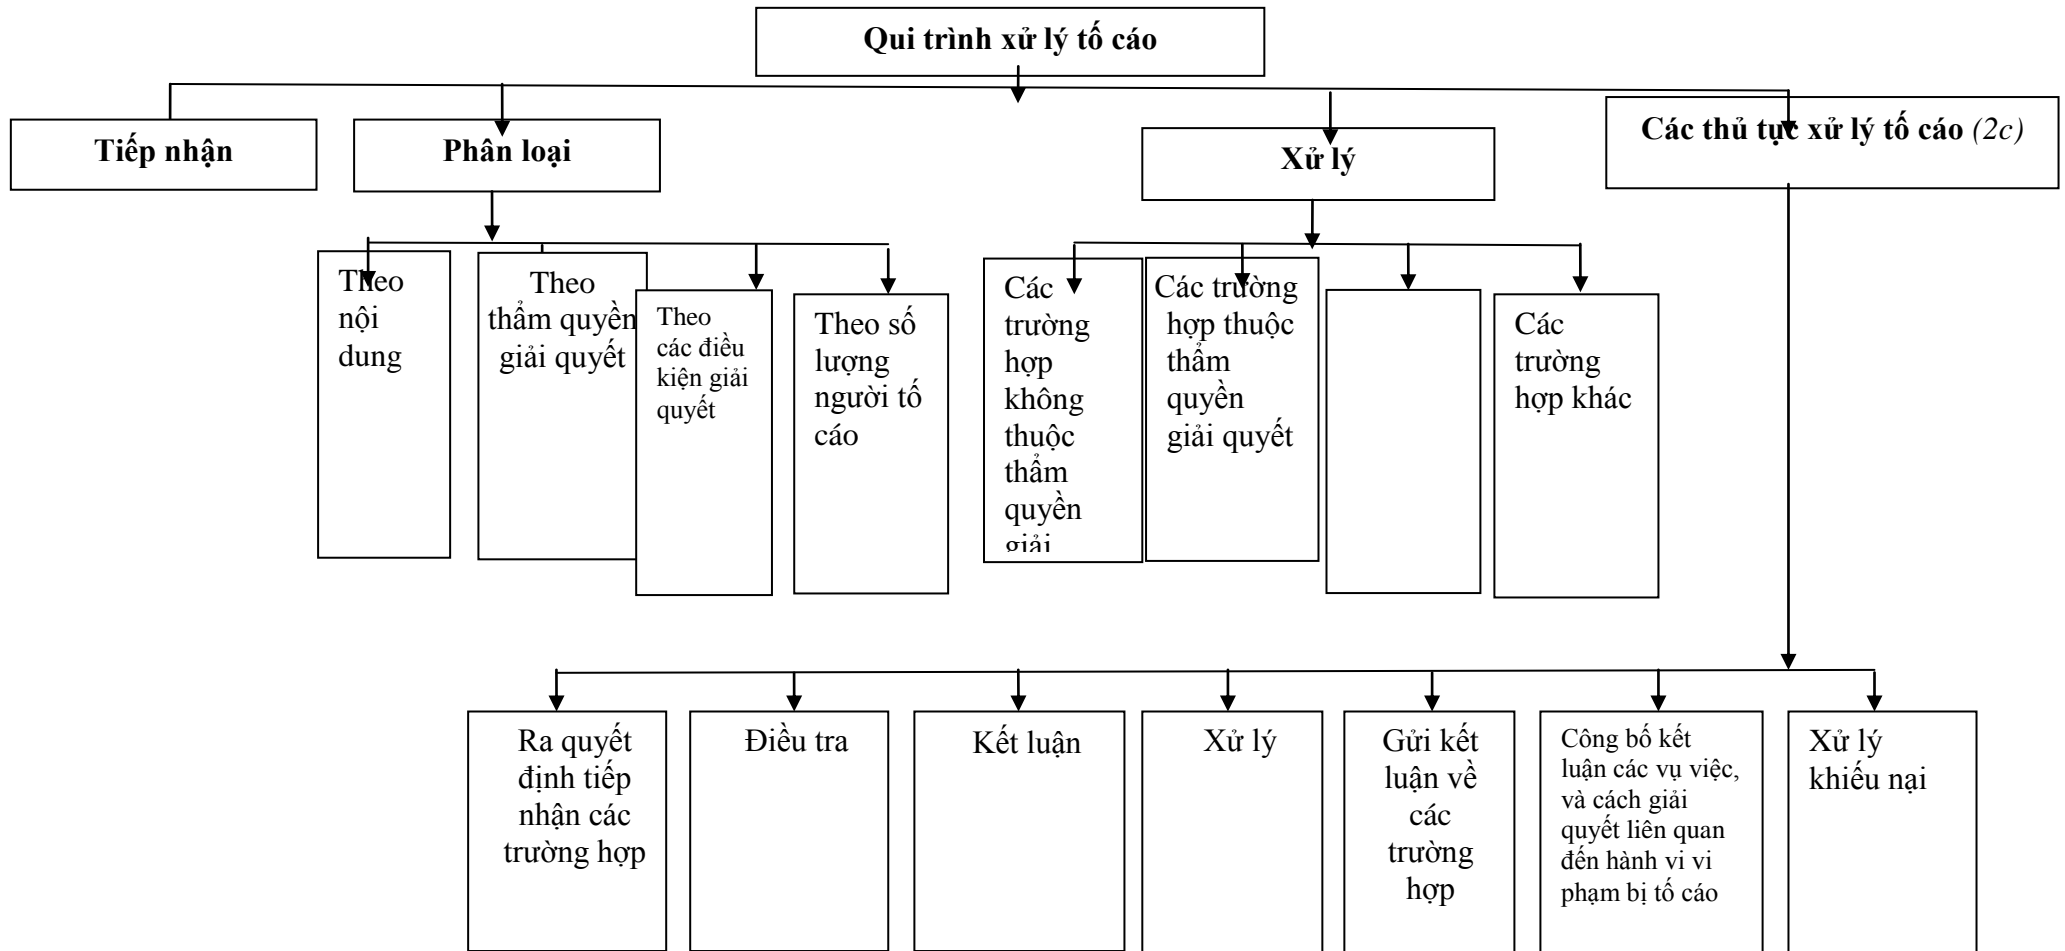 Qui trình xử lý tố cáo
Tiếp nhận
Phân loại
Xử lý
Các thủ tục xử lý tố cáo (2c)
Theo
nội
dung
Theo
thẩm quyền
giải quyết
Theo
các điều
kiện giải
quyết
Theo số
lượng
người tố
cáo
Các
trường
hợp
không
thuộc
thẩm
quyền
giải
Các trường
hợp thuộc
thẩm
quyền
giải quyết
Các
trường
hợp khác
Ra quyết
định tiếp
nhận các
trường hợp
Điều tra
Kết luận
Xử lý
Gửi kết
luận về
các
trường
hợp
Công bố kết
luận các vụ việc,
và cách giải
quyết liên quan
đến hành vi vi
phạm bị tố cáo
Xử lý
khiếu nại